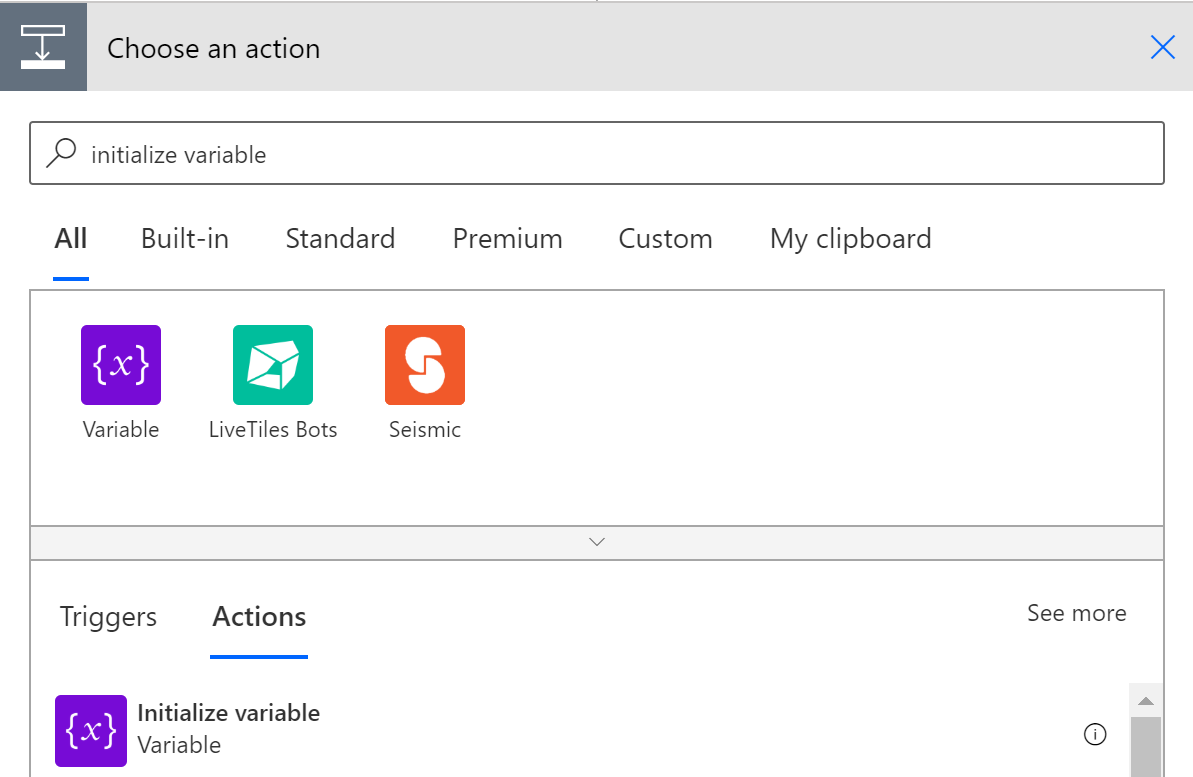 Choose an action
initialize variable
All Built-in Standard Premium Custom My clipboard
{x}
Variable LiveTiles Bots Seismic
Triggers Actions See more
{x} Initialize variable
Variable